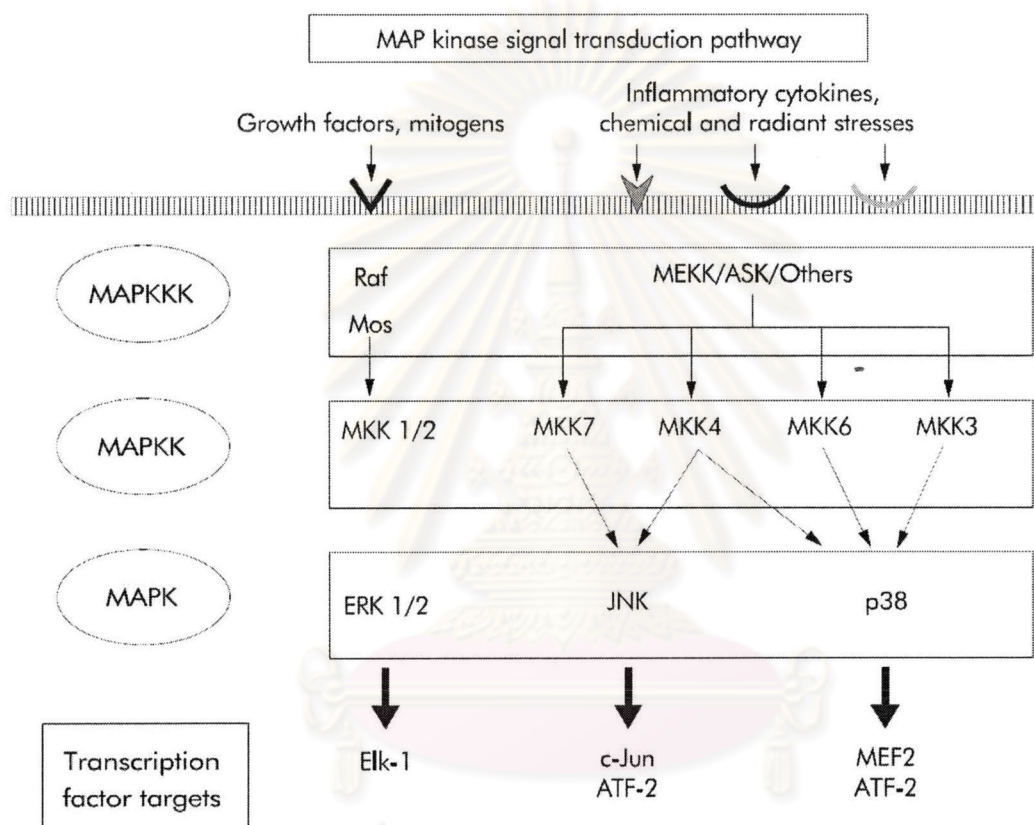 MAP kinase signal transduction pathway
Growth factors, mitogens
Inflammatory cytokines,
chemical and radiant stresses
MAPKKK
Raf
MEKK/ASK/Others
Mos
MAPKK
MKK 1/2
MKK7
MKK4
MKK6
MKK3
MAPK
ERK 1/2
JNK
p38
Transcription
factor targets
Elk-1
c-Jun
ATF-2
MEF2
ATF-2